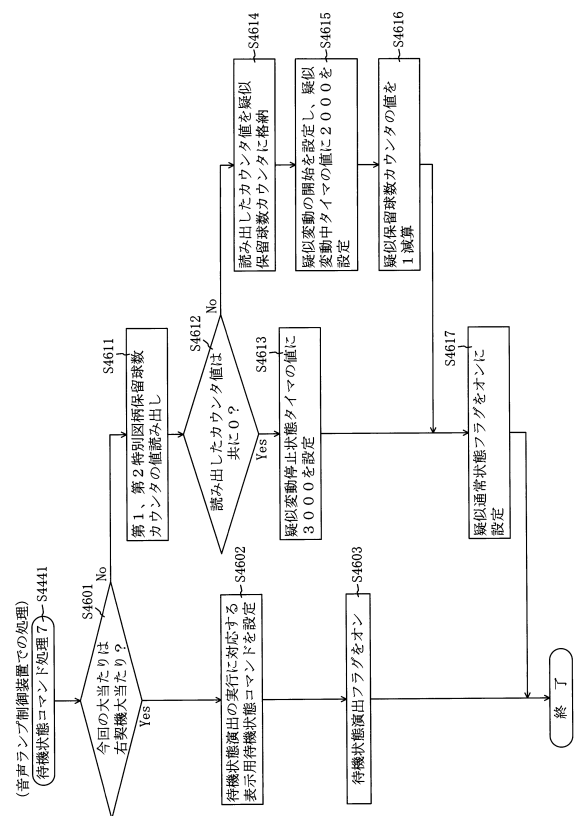 (音声ランプ制御装置での処理)
待機状態コマンド処理7
S4441
S4601
今回の大当たりは
右契機大当たり?
No
Yes
S4602
待機状態演出の実行に対応する
表示用待機状態コマンドを設定
S4603
待機状態演出フラグをオン
S4611
第1、第2特別図柄保留球数
カウンタの値読み出し
S4612
読み出したカウンタ値は
共に0?
No
Yes
S4613
疑似変動停止状態タイマの値に
3000を設定
S4614
読み出したカウンタ値を疑似
保留球数カウンタに格納
S4615
疑似変動の開始を設定し、疑似
変動中タイマの値に2000を
設定
S4616
疑似保留球数カウンタの値を
1減算
S4617
疑似通常状態フラグをオンに
設定
終了